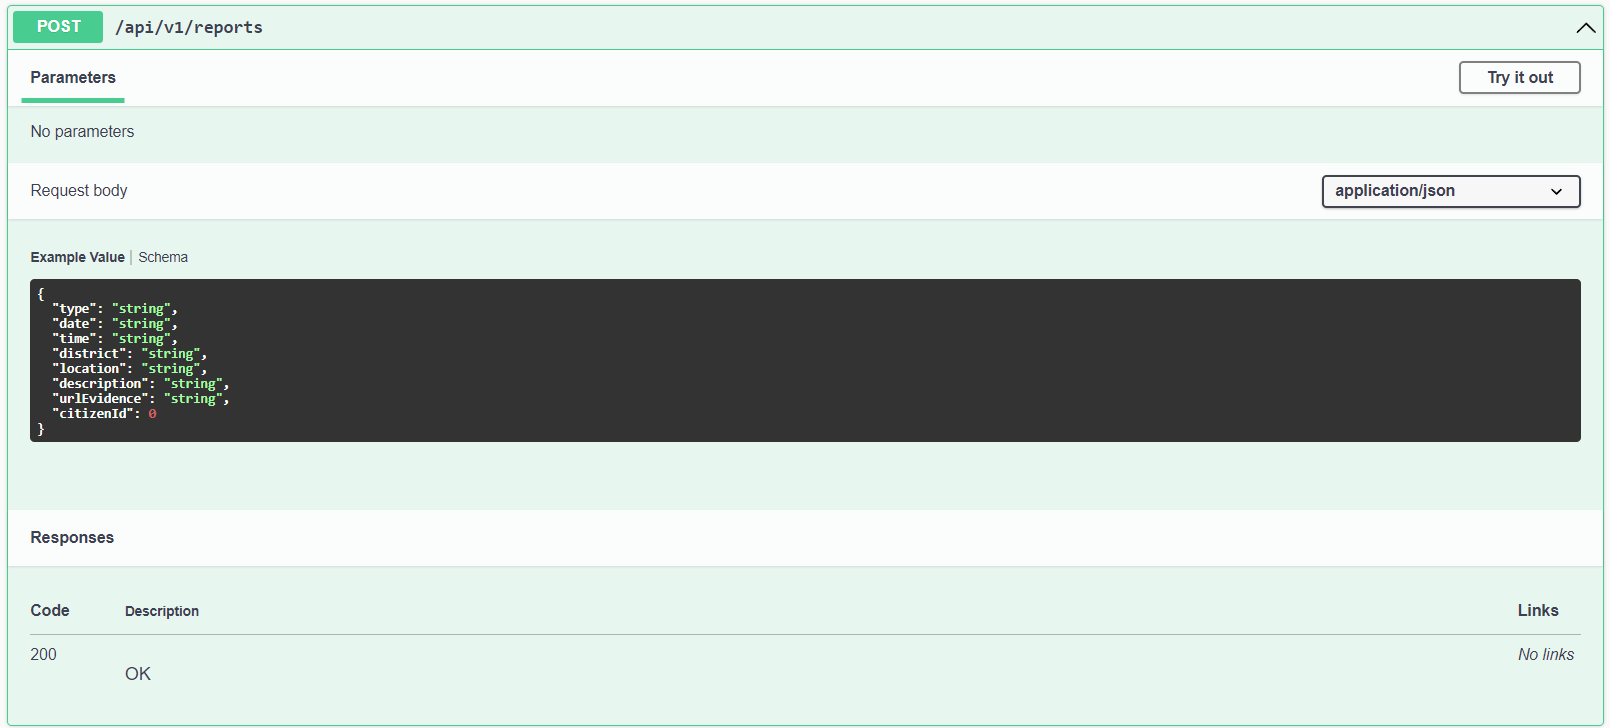 POST /api/v1/reports
Parameters Try it out
No parameters
Request body application/json
Example Value | Schema
{
  "type": "string",
  "date": "string",
  "time": "string",
  "district": "string",
  "location": "string",
  "description": "string",
  "urlEvidence": "string",
  "citizenId": 0
}
Responses
Code Description Links
200 No links
OK